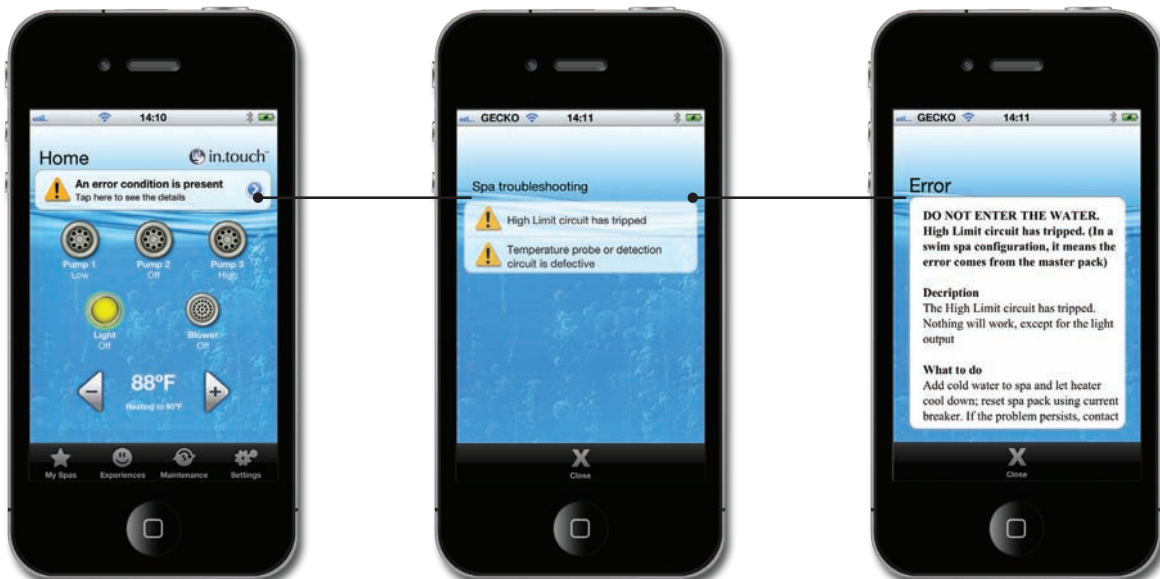 14:10
Home
in.touch™
An error condition is present
Tap here to see the details
Pump 1 Pump 2 Pump 3
Low Off High
Light Blower
Off Off
88°F
My Spas Experiences Maintenance Settings
GECKO 14:11
Spa troubleshooting
High Limit circuit has tripped
Temperature probe or detection
circuit is defective
X
Close
GECKO 14:11
Error
DO NOT ENTER THE WATER.
High Limit circuit has tripped. (In a
swim spa configuration, it means the
error comes from the master pack)
Decription
The High Limit circuit has tripped.
Nothing will work, except for the light
output
What to do
Add cold water to spa and let heater
cool down; reset spa pack using current
breaker. If the problem persists, contact
X
Close